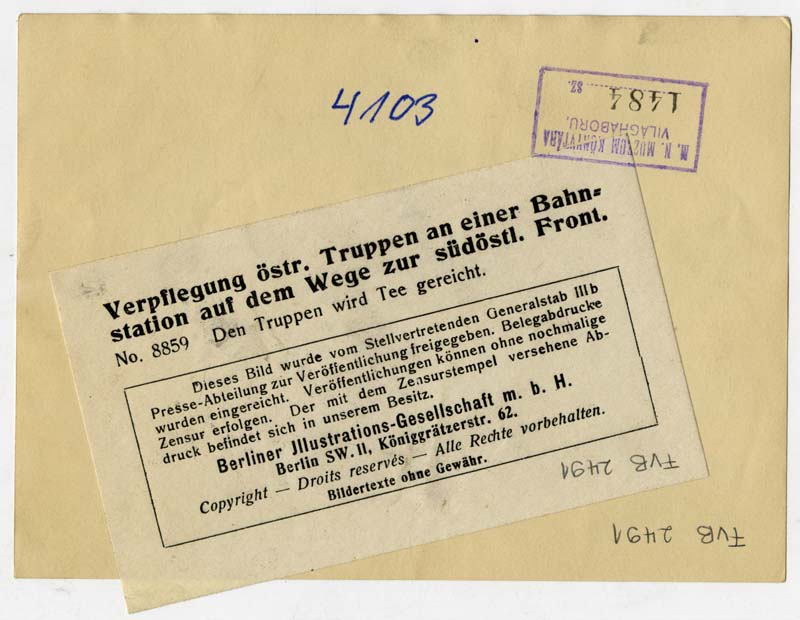 4103
M. N. MUZEUM KÖNYVTÁRA
VILÁGHÁBORU.
1484 SZ.
Verpflegung östr. Truppen an einer Bahn=
station auf dem Wege zur südöstl. Front.
No. 8859 Den Truppen wird Tee gereicht.
Dieses Bild wurde vom Stellvertretenden Generalstab IIIb
Presse-Abteilung zur Veröffentlichung freigegeben. Belegabdrucke
wurden eingereicht. Veröffentlichungen können ohne nochmalige
Zensur erfolgen. Der mit dem Zensurstempel versehene Ab-
druck befindet sich in unserem Besitz.
Berliner Jllustrations-Gesellschaft m. b. H.
Berlin SW. 11, Königgrätzerstr. 62.
Copyright — Droits reservés — Alle Rechte vorbehalten.
Bildertexte ohne Gewähr.
FvB 2491
FvB 2491